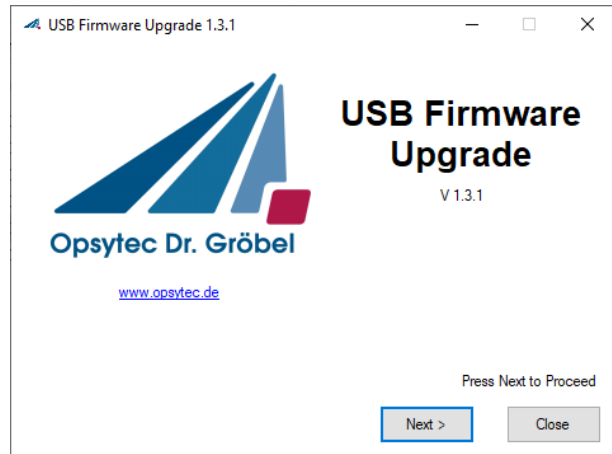 USB Firmware Upgrade 1.3.1
USB Firmware
Upgrade
V 1.3.1
Opsytec Dr. Gröbel
www.opsytec.de
Press Next to Proceed
Next >
Close